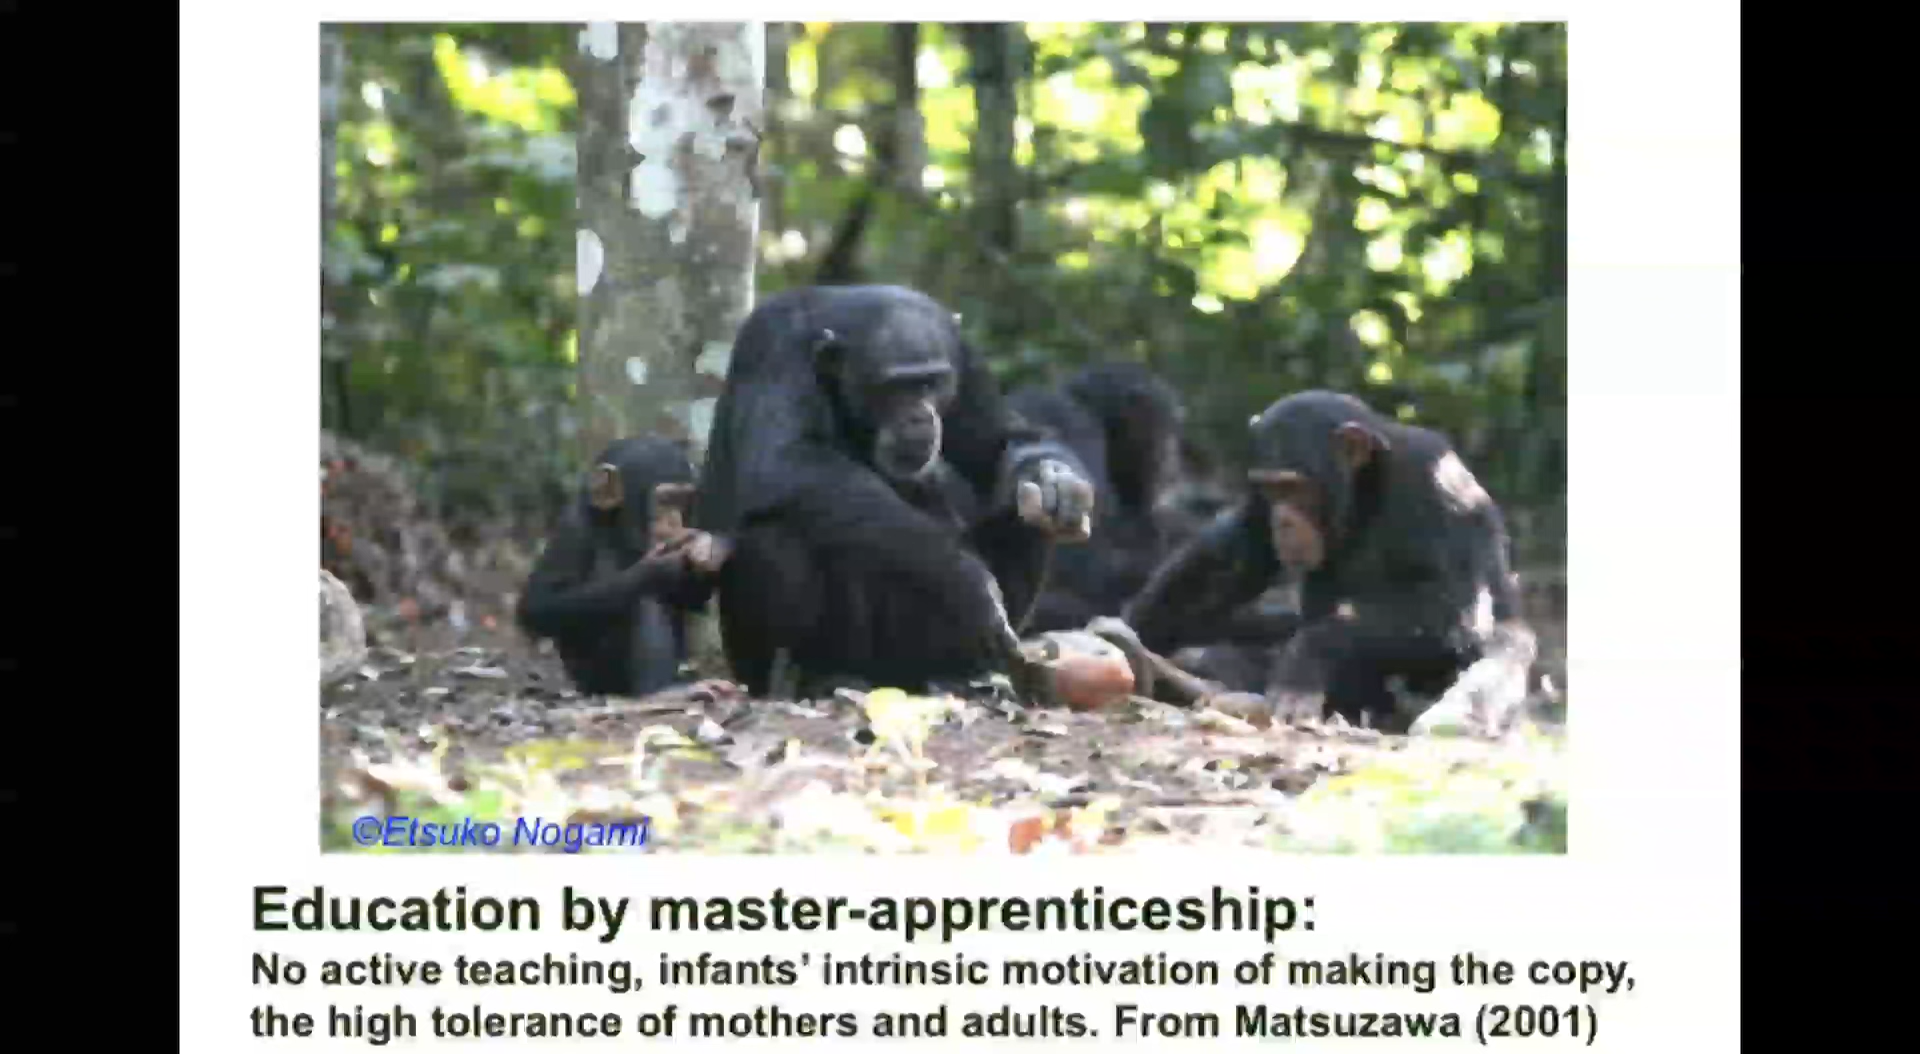 ©Etsuko Nogami
Education by master-apprenticeship:
No active teaching, infants’ intrinsic motivation of making the copy,
the high tolerance of mothers and adults. From Matsuzawa (2001)